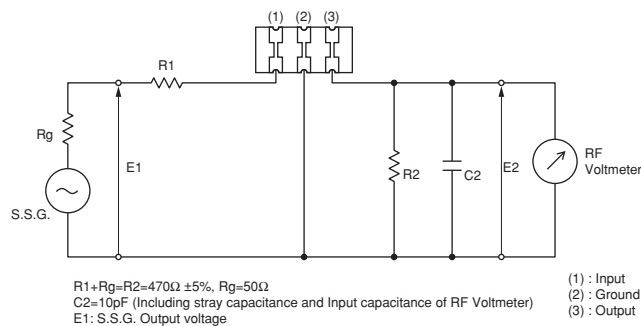 (1) (2) (3)
R1
Rg
E1
R2
C2
E2
RF
Voltmeter
S.S.G.
R1+Rg=R2=470Ω ±5%, Rg=50Ω
C2=10pF (Including stray capacitance and Input capacitance of RF Voltmeter)
E1: S.S.G. Output voltage
(1) : Input
(2) : Ground
(3) : Output